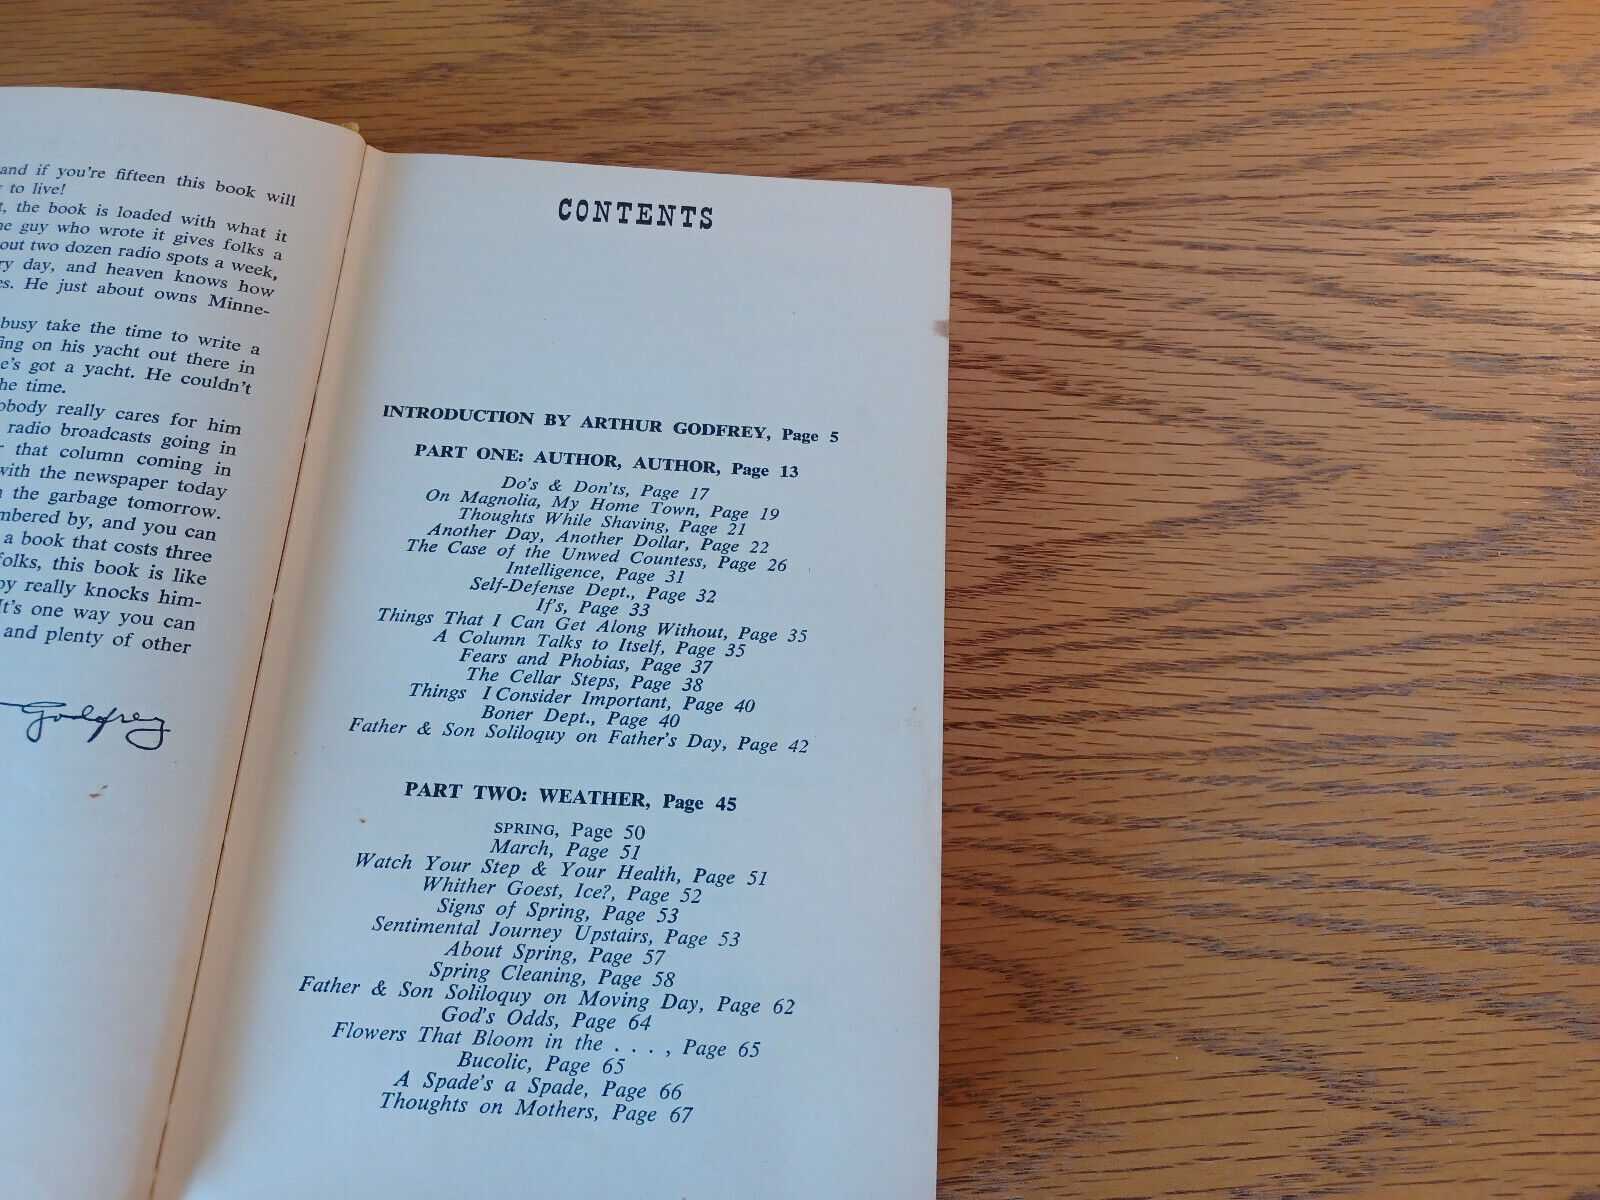 and if you're fifteen this book will
to live!
the book is loaded with what it
guy who wrote it gives folks a
out two dozen radio spots a week,
day, and heaven knows how
He just about owns Minne-
busy take the time to write a
on his yacht out there in
got a yacht. He couldn't
the time.
really cares for him
radio broadcasts going in
that column coming in
with the newspaper today
the garbage tomorrow.
by, and you can
a book that costs three
folks, this book is like
really knocks him-
It's one way you can
and plenty of other
Godfrey
CONTENTS
INTRODUCTION BY ARTHUR GODFREY, Page 5
PART ONE: AUTHOR, AUTHOR, Page 13
Do's & Don'ts, Page 17
On Magnolia, My Home Town, Page 19
Thoughts While Shaving, Page 21
Another Day, Another Dollar, Page 22
The Case of the Unwed Countess, Page 26
Intelligence, Page 31
Self-Defense Dept., Page 32
If's, Page 33
Things That I Can Get Along Without, Page 35
A Column Talks to Itself, Page 35
Fears and Phobias, Page 37
The Cellar Steps, Page 38
Things I Consider Important, Page 40
Boner Dept., Page 40
Father & Son Soliloquy on Father's Day, Page 42
PART TWO: WEATHER, Page 45
SPRING, Page 50
March, Page 51
Watch Your Step & Your Health, Page 51
Whither Goest, Ice?, Page 52
Signs of Spring, Page 53
Sentimental Journey Upstairs, Page 53
About Spring, Page 57
Spring Cleaning, Page 58
Father & Son Soliloquy on Moving Day, Page 62
God's Odds, Page 64
Flowers That Bloom in the . . . , Page 65
Bucolic, Page 65
A Spade's a Spade, Page 66
Thoughts on Mothers, Page 67